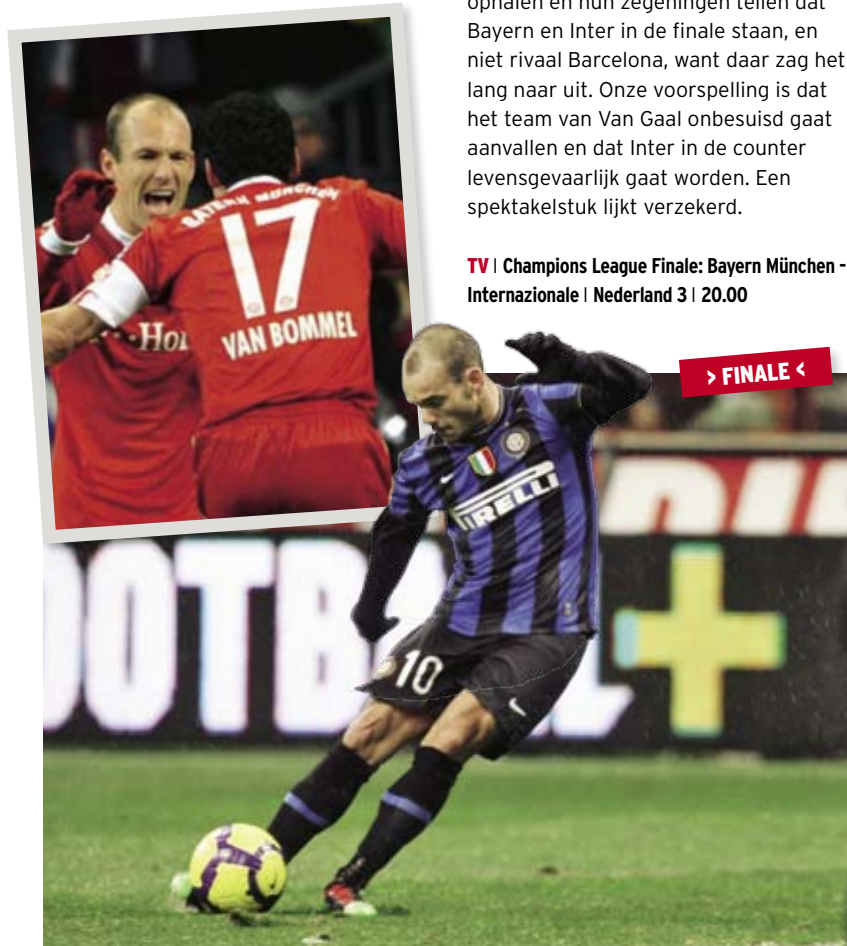 ophalen en hun zegeningen tellen dat
Bayern en Inter in de finale staan, en
niet rivaal Barcelona, want daar zag het
lang naar uit. Onze voorspelling is dat
het team van Van Gaal onbesuisd gaat
aanvallen en dat Inter in de counter
levensgevaarlijk gaat worden. Een
spektakelstuk lijkt verzekerd.
TV | Champions League Finale: Bayern München -
Internazionale | Nederland 3 | 20.00
> FINALE <
BAYERN MÜNCHEN
17
VAN BOMMEL
PIRELLI
10
OOTB
+